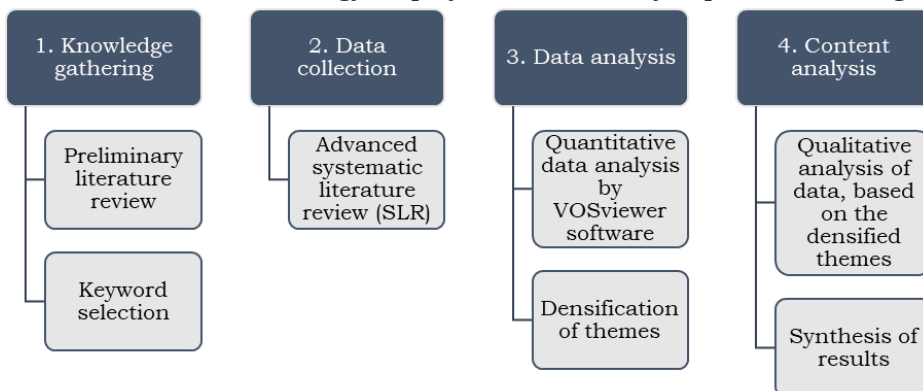 1. Knowledge
gathering
Preliminary
literature
review
Keyword
selection
2. Data
collection
Advanced
systematic
literature
review (SLR)
3. Data analysis
Quantitative
data analysis
by
VOSviewer
software
Densification
of themes
4. Content
analysis
Qualitative
analysis of
data, based
on the
densified
themes
Synthesis of
results